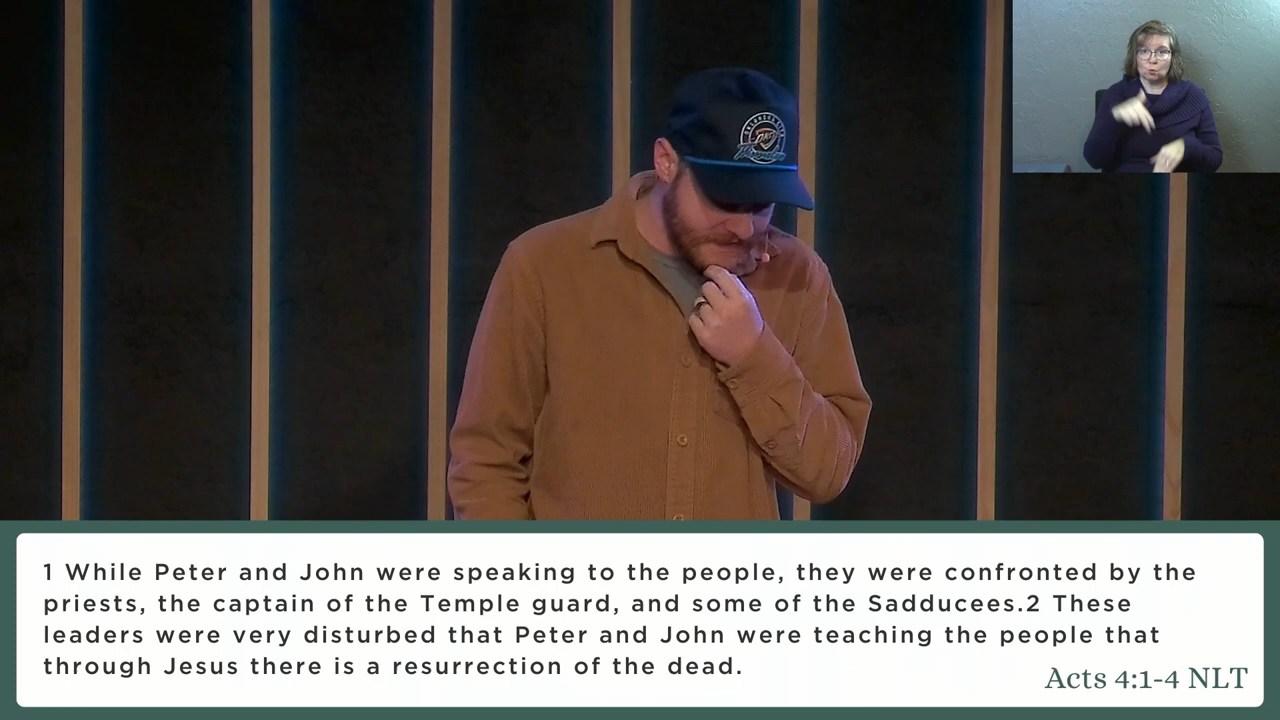 1 While Peter and John were speaking to the people, they were confronted by the
priests, the captain of the Temple guard, and some of the Sadducees.2 These
leaders were very disturbed that Peter and John were teaching the people that
through Jesus there is a resurrection of the dead.
Acts 4:1-4 NLT